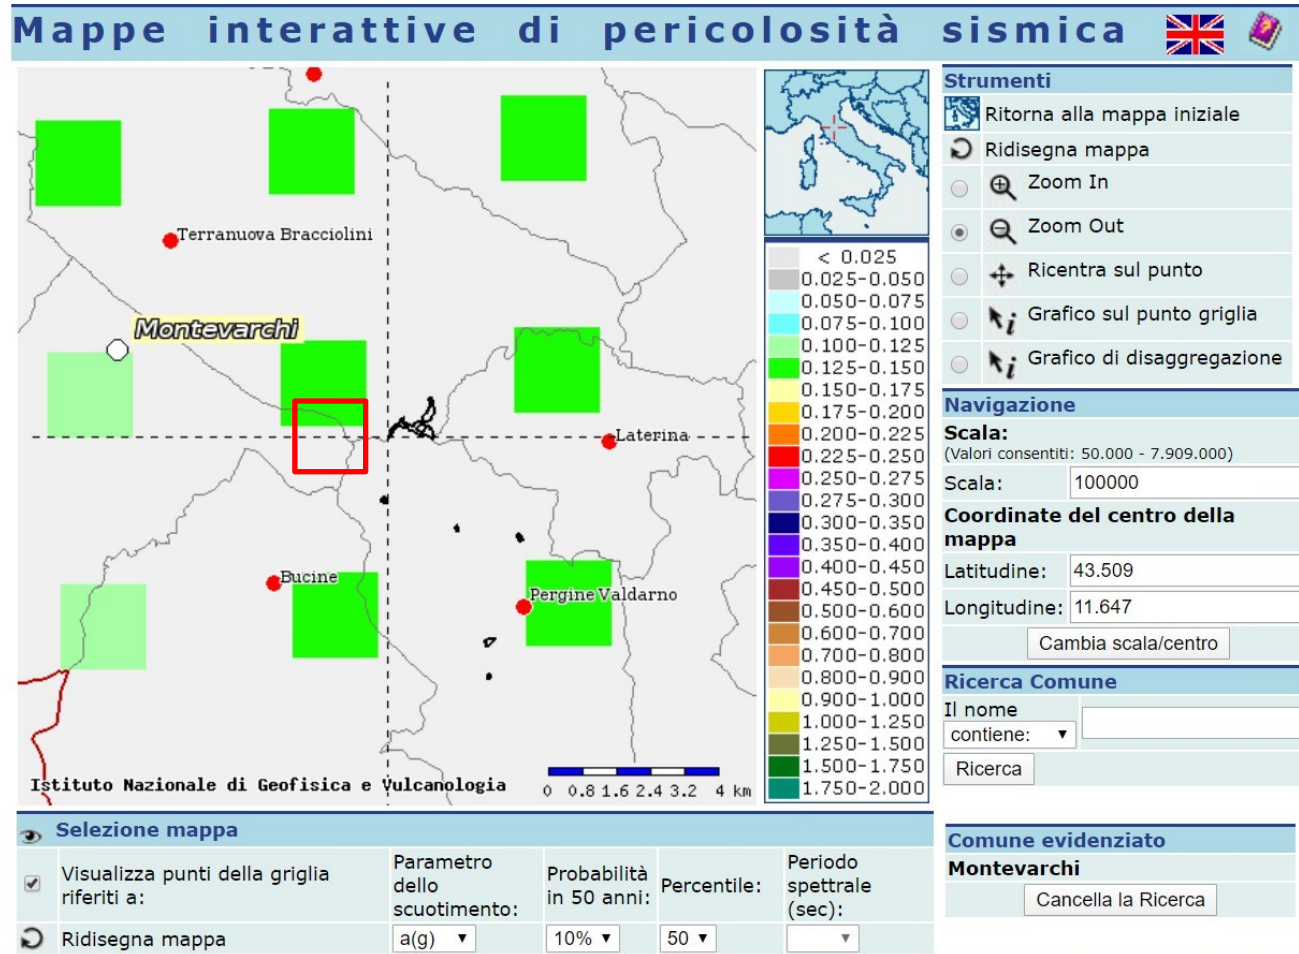 Mappe interattive di pericolosità sismica
Terranuova Bracciolini
Montevarchi
Laterina
Bucine
Pergine Valdarno
Istituto Nazionale di Geofisica e Vulcanologia
0 0.8 1.6 2.4 3.2 4 km
< 0.025
0.025-0.050
0.050-0.075
0.075-0.100
0.100-0.125
0.125-0.150
0.150-0.175
0.175-0.200
0.200-0.225
0.225-0.250
0.250-0.275
0.275-0.300
0.300-0.350
0.350-0.400
0.400-0.450
0.450-0.500
0.500-0.600
0.600-0.700
0.700-0.800
0.800-0.900
0.900-1.000
1.000-1.250
1.250-1.500
1.500-1.750
1.750-2.000
Strumenti
Ritorna alla mappa iniziale
Ridisegna mappa
Zoom In
Zoom Out
Ricentra sul punto
Grafico sul punto griglia
Grafico di disaggregazione
Navigazione
Scala:
(Valori consentiti: 50.000 - 7.909.000)
Scala: 100000
Coordinate del centro della
mappa
Latitudine: 43.509
Longitudine: 11.647
Cambia scala/centro
Ricerca Comune
Il nome
contiene:
Ricerca
Selezione mappa
Visualizza punti della griglia
riferiti a:
Parametro
dello
scuotimento:
Probabilità
in 50 anni:
Percentile:
Periodo
spettrale
(sec):
Ridisegna mappa
a(g)
10%
50
Comune evidenziato
Montevarchi
Cancella la Ricerca